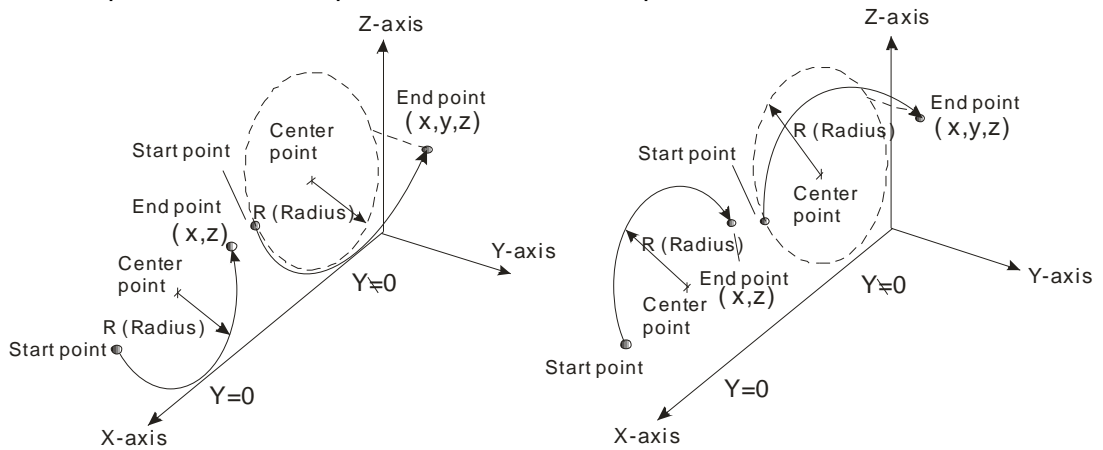 Z-axis
End point
(x,y,z)
Center
point
Start point
R (Radius)
End point
(x,z)
Center
point
R (Radius)
Start point
Y-axis
Y≠0
Y=0
X-axis
Z-axis
End point
(x,y,z)
R (Radius)
Start point
Center
point
R (Radius)
End point
(x,z)
Center
point
Start point
Y-axis
Y≠0
Y=0
X-axis